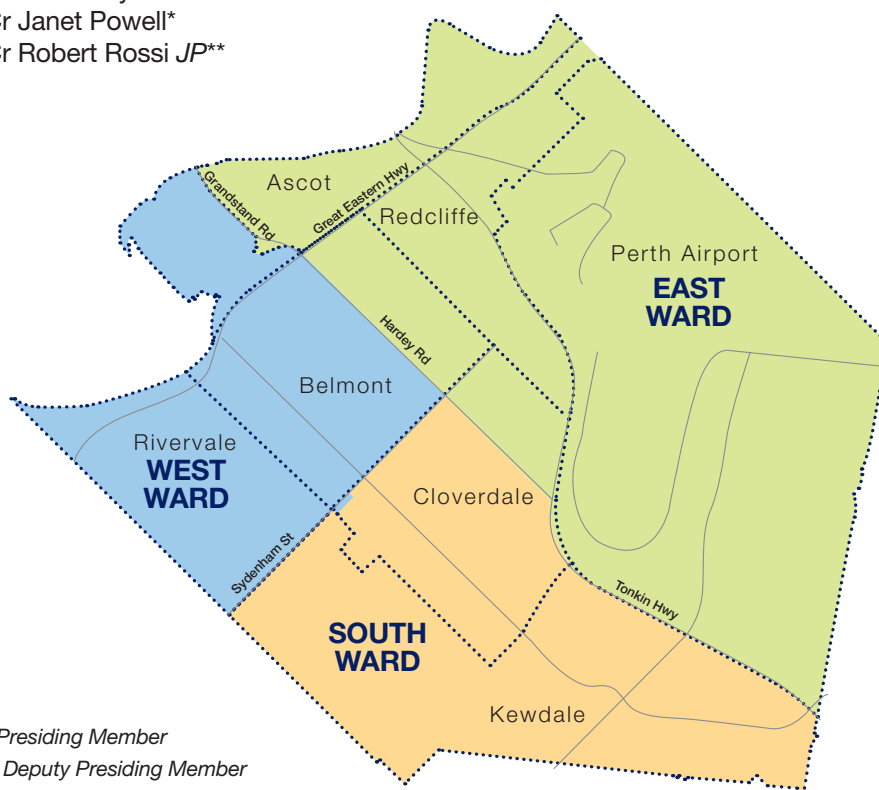 r Janet Powell*
r Robert Rossi JP**
Ascot
Grandstand Rd
Great Eastern Hwy
Redcliffe
Perth Airport
EAST
WARD
Hardey Rd
Belmont
Rivervale
WEST
WARD
Cloverdale
Sydenham St
Tonkin Hwy
SOUTH
WARD
Kewdale
Presiding Member
Deputy Presiding Member